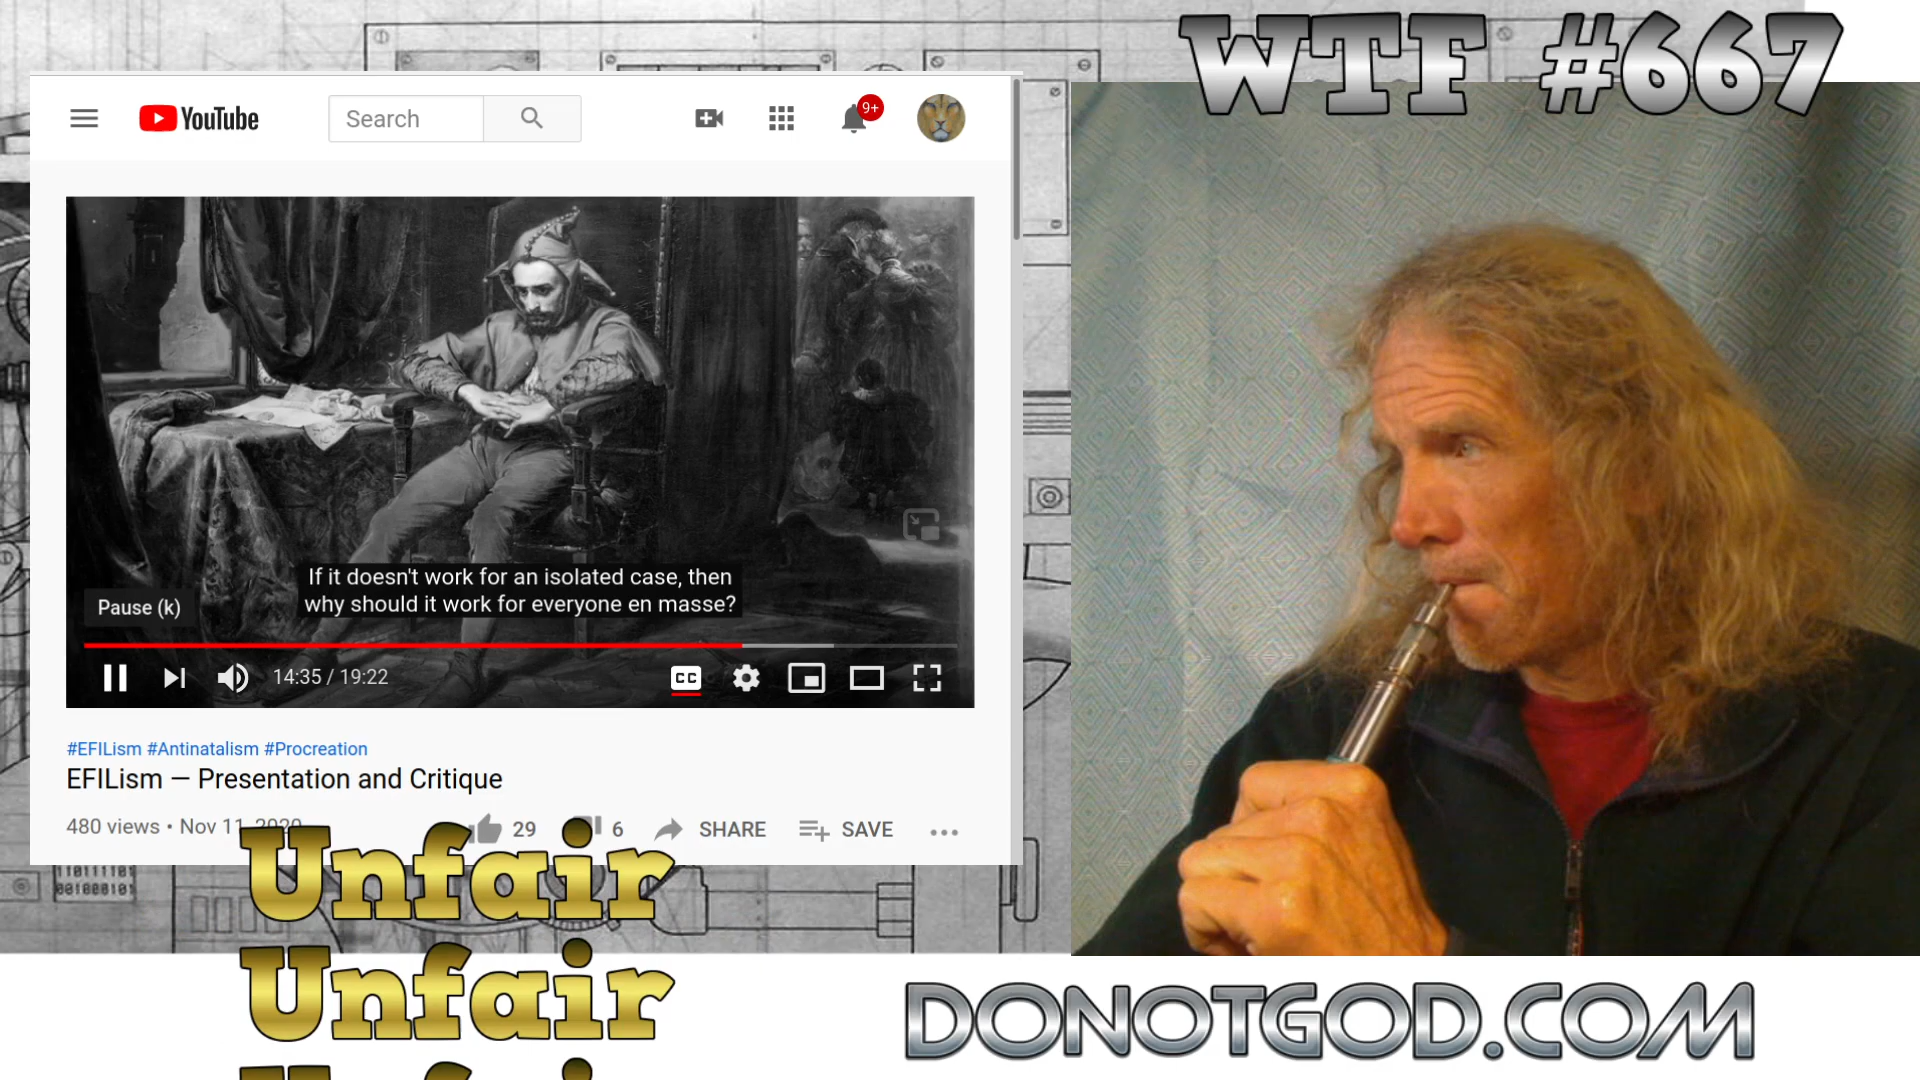 WTF #667
YouTube
Search
9+
If it doesn't work for an isolated case, then
why should it work for everyone en masse?
Pause (k)
14:35 / 19:22
CC
#EFILism #Antinatalism #Procreation
EFILism — Presentation and Critique
480 views • Nov 11, 2020
29
6
SHARE
SAVE
Unfair
Unfair
Unfair
DONOTGOD.COM